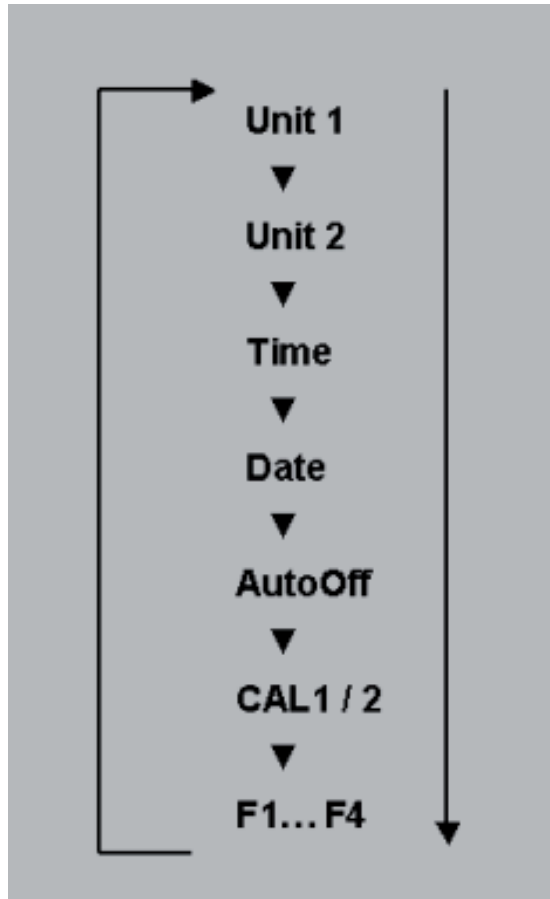 Unit 1
Unit 2
Time
Date
AutoOff
CAL1 / 2
F1...F4